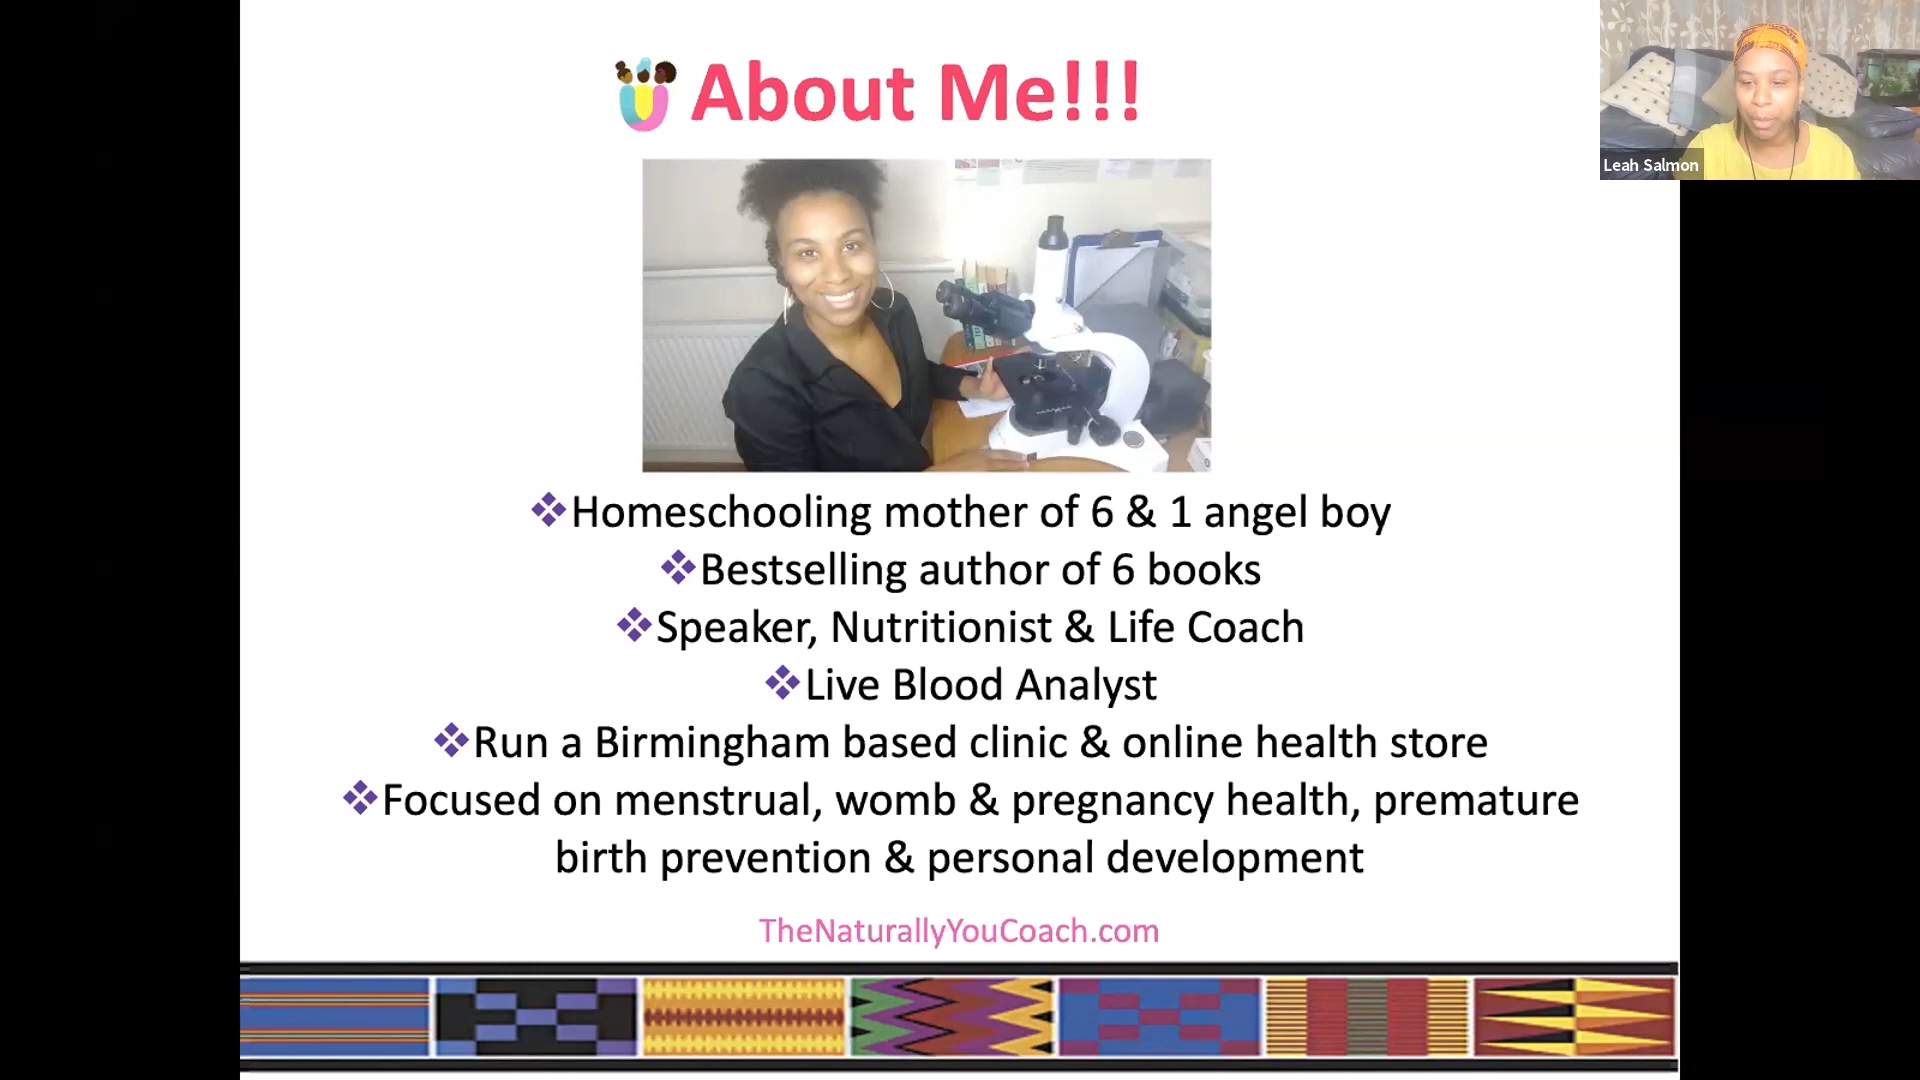 About Me!!!
Leah Salmon
❖Homeschooling mother of 6 & 1 angel boy
❖Bestselling author of 6 books
❖Speaker, Nutritionist & Life Coach
❖Live Blood Analyst
❖Run a Birmingham based clinic & online health store
❖Focused on menstrual, womb & pregnancy health, premature
birth prevention & personal development
TheNaturallyYouCoach.com